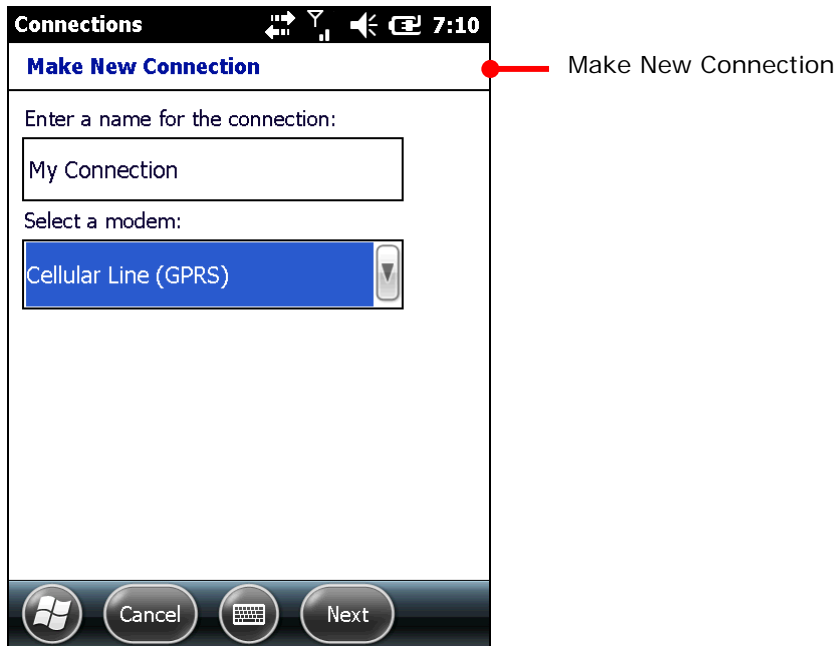 Connections 7:10
Make New Connection
Make New Connection
Enter a name for the connection:
My Connection
Select a modem:
Cellular Line (GPRS)
Cancel Next